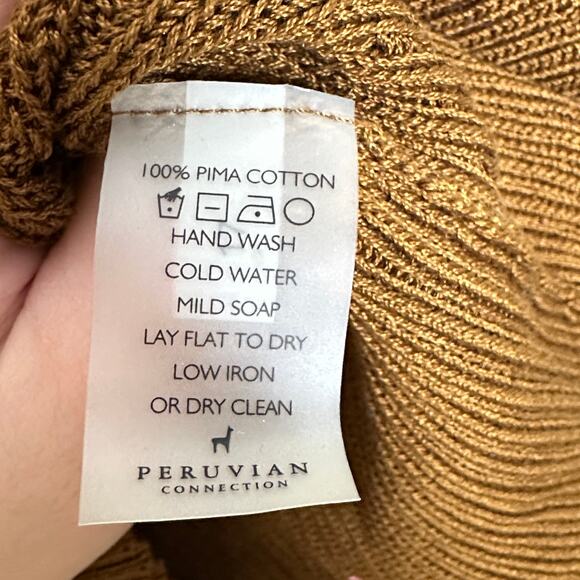 100% PIMA COTTON
HAND WASH
COLD WATER
MILD SOAP
LAY FLAT TO DRY
LOW IRON
OR DRY CLEAN
PERUVIAN
CONNECTION